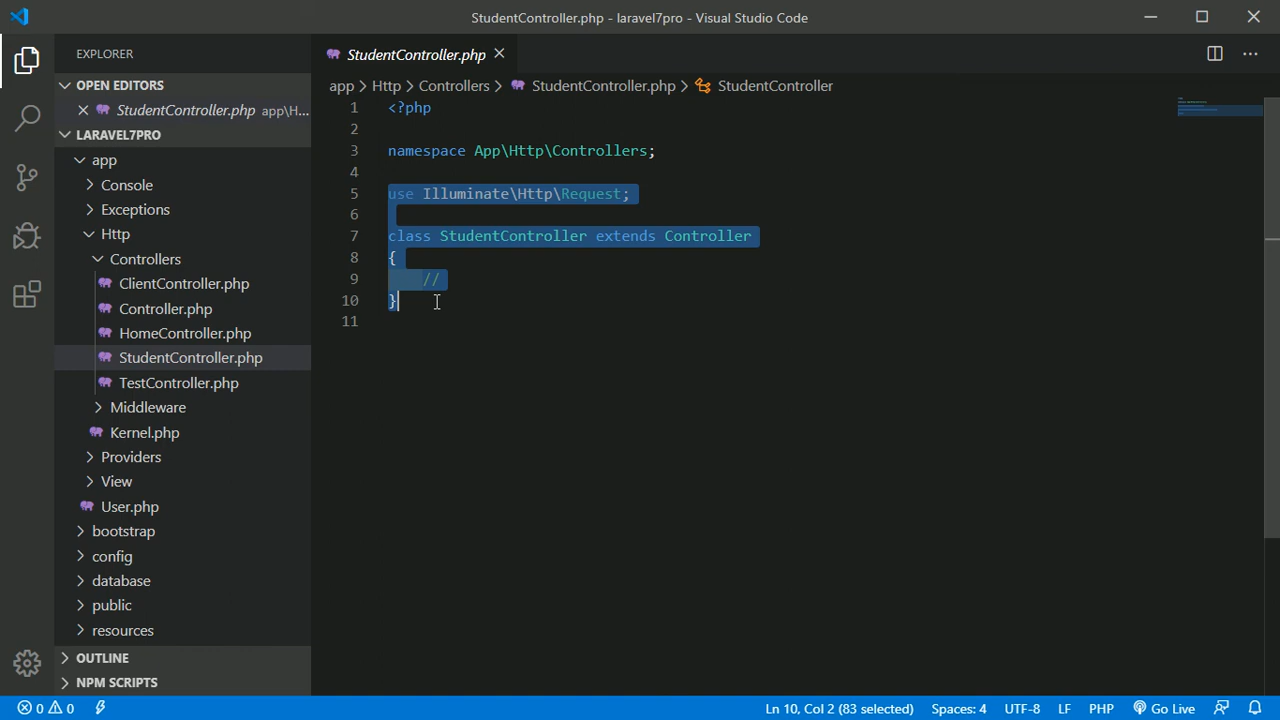 StudentController.php - laravel7pro - Visual Studio Code
EXPLORER
OPEN EDITORS
StudentController.php app\H...
LARAVEL7PRO
app
Console
Exceptions
Http
Controllers
ClientController.php
Controller.php
HomeController.php
StudentController.php
TestController.php
Middleware
Kernel.php
Providers
View
User.php
bootstrap
config
database
public
resources
OUTLINE
NPM SCRIPTS
StudentController.php
app > Http > Controllers > StudentController.php > StudentController
1 <?php
2
3 namespace App\Http\Controllers;
4
5 use Illuminate\Http\Request;
6
7 class StudentController extends Controller
8 {
9     //
10 }
11
0 0 Ln 10, Col 2 (83 selected) Spaces: 4 UTF-8 LF PHP Go Live